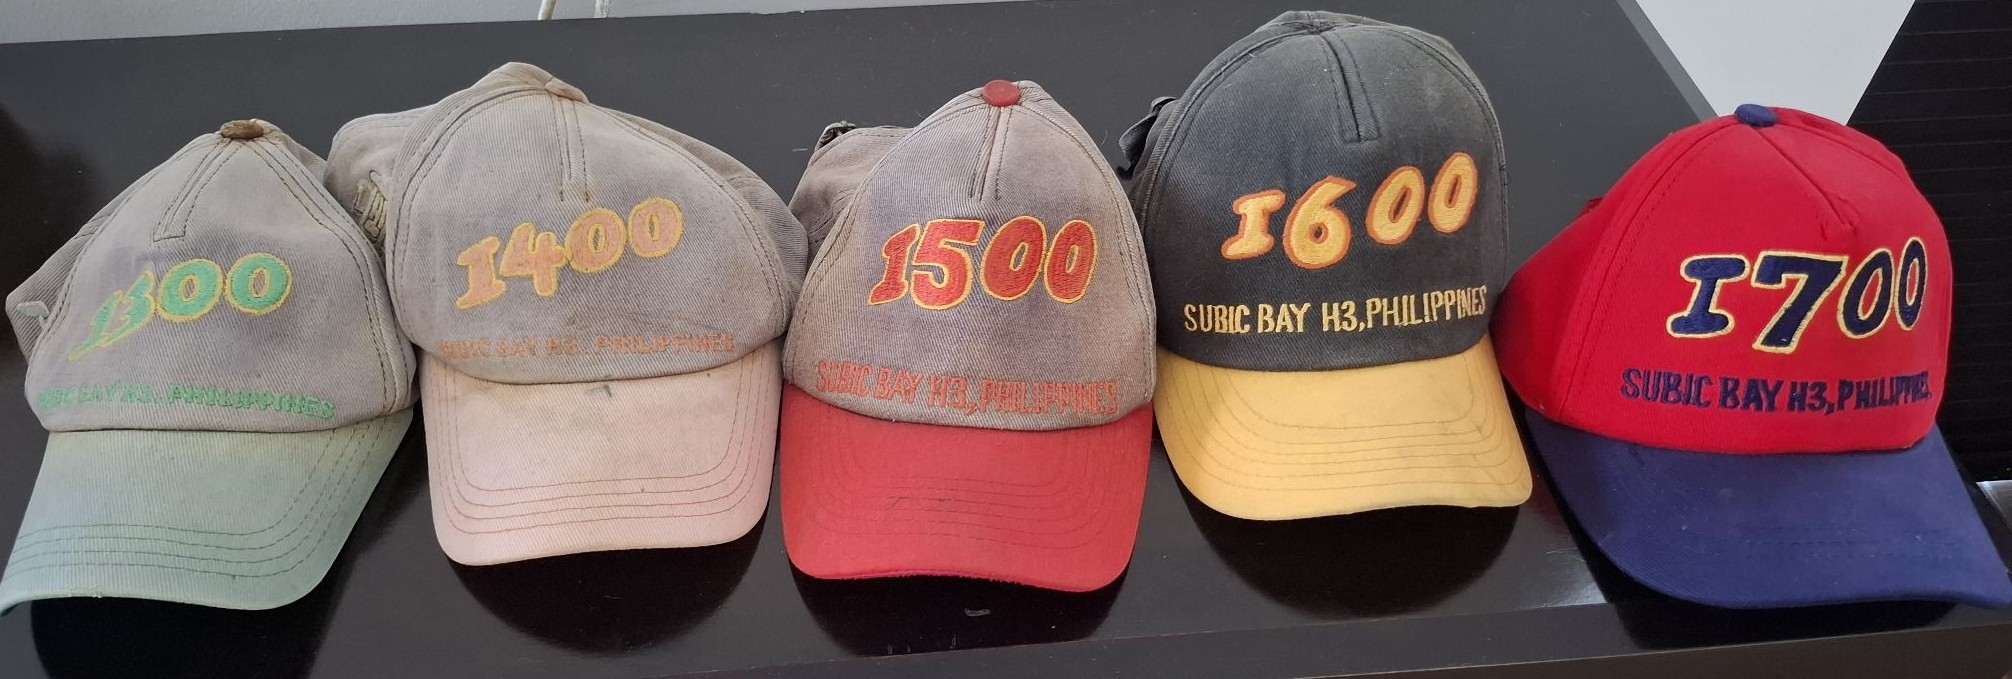 1300
SUBIC BAY H3, PHILIPPINES
1400
SUBIC BAY H3, PHILIPPINES
1500
SUBIC BAY H3, PHILIPPINES
1600
SUBIC BAY H3, PHILIPPINES
1700
SUBIC BAY H3, PHILIPPINES